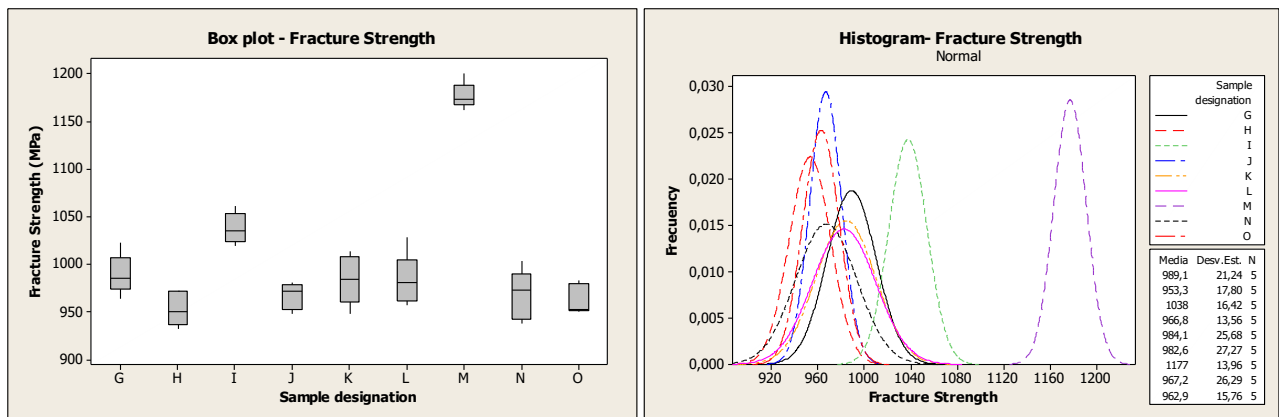 Box plot - Fracture Strength
Fracture Strength (MPa)
1200
1150
1100
1050
1000
950
900
G H I J K L M N O
Sample designation
Histogram- Fracture Strength
Normal
Frecuency
0,030
0,025
0,020
0,015
0,010
0,005
0,000
920 960 1000 1040 1080 1120 1160 1200
Fracture Strength
Sample
designation
G
H
I
J
K
L
M
N
O
Media Desv.Est. N
989,1 21,24 5
953,3 17,80 5
1038 16,42 5
966,8 13,56 5
984,1 25,68 5
982,6 27,27 5
1177 13,96 5
967,2 26,29 5
962,9 15,76 5